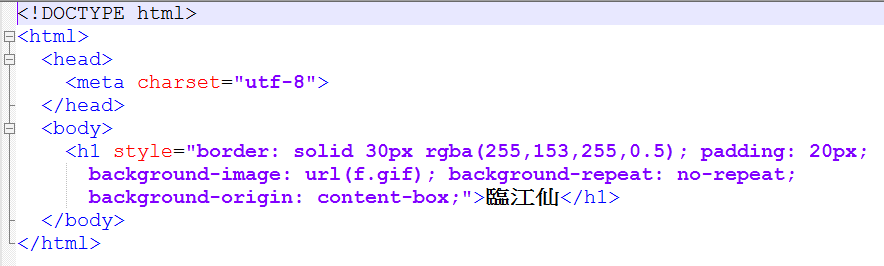 <!DOCTYPE html>
<html>
  <head>
    <meta charset="utf-8">
  </head>
  <body>
    <h1 style="border: solid 30px rgba(255,153,255,0.5); padding: 20px;
      background-image: url(f.gif); background-repeat: no-repeat;
      background-origin: content-box;">臨江仙</h1>
  </body>
</html>